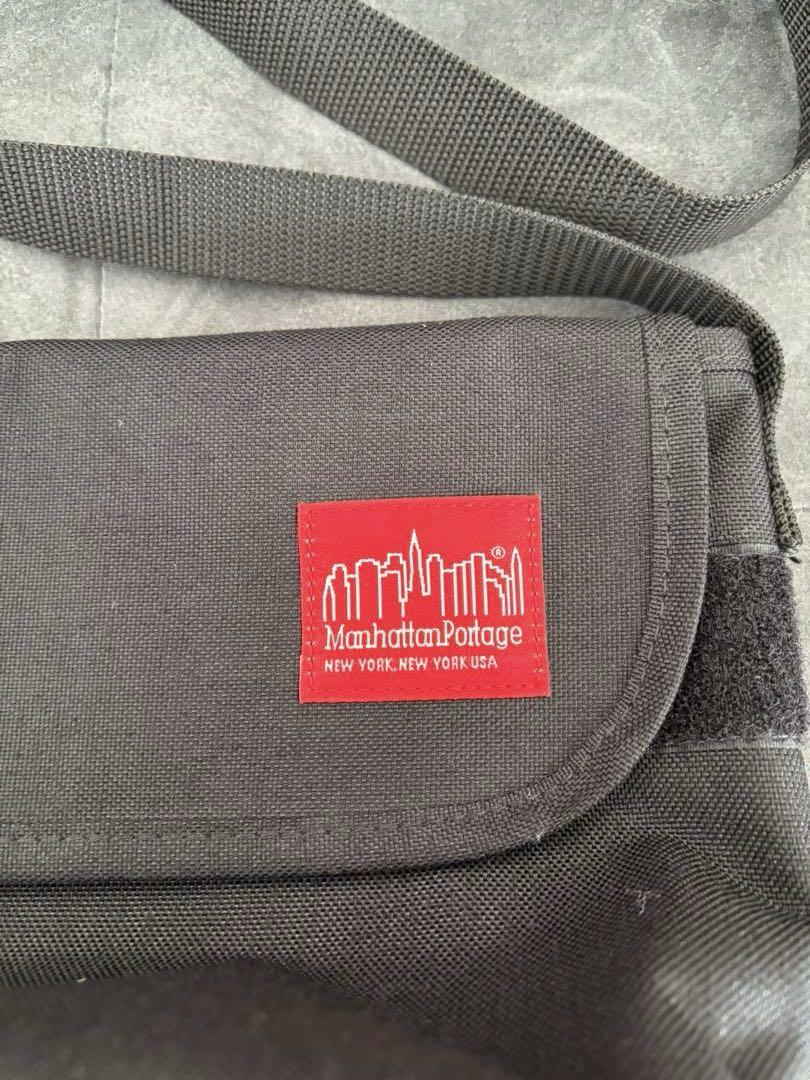 ®
ManhattanPortage
NEW YORK, NEW YORK USA